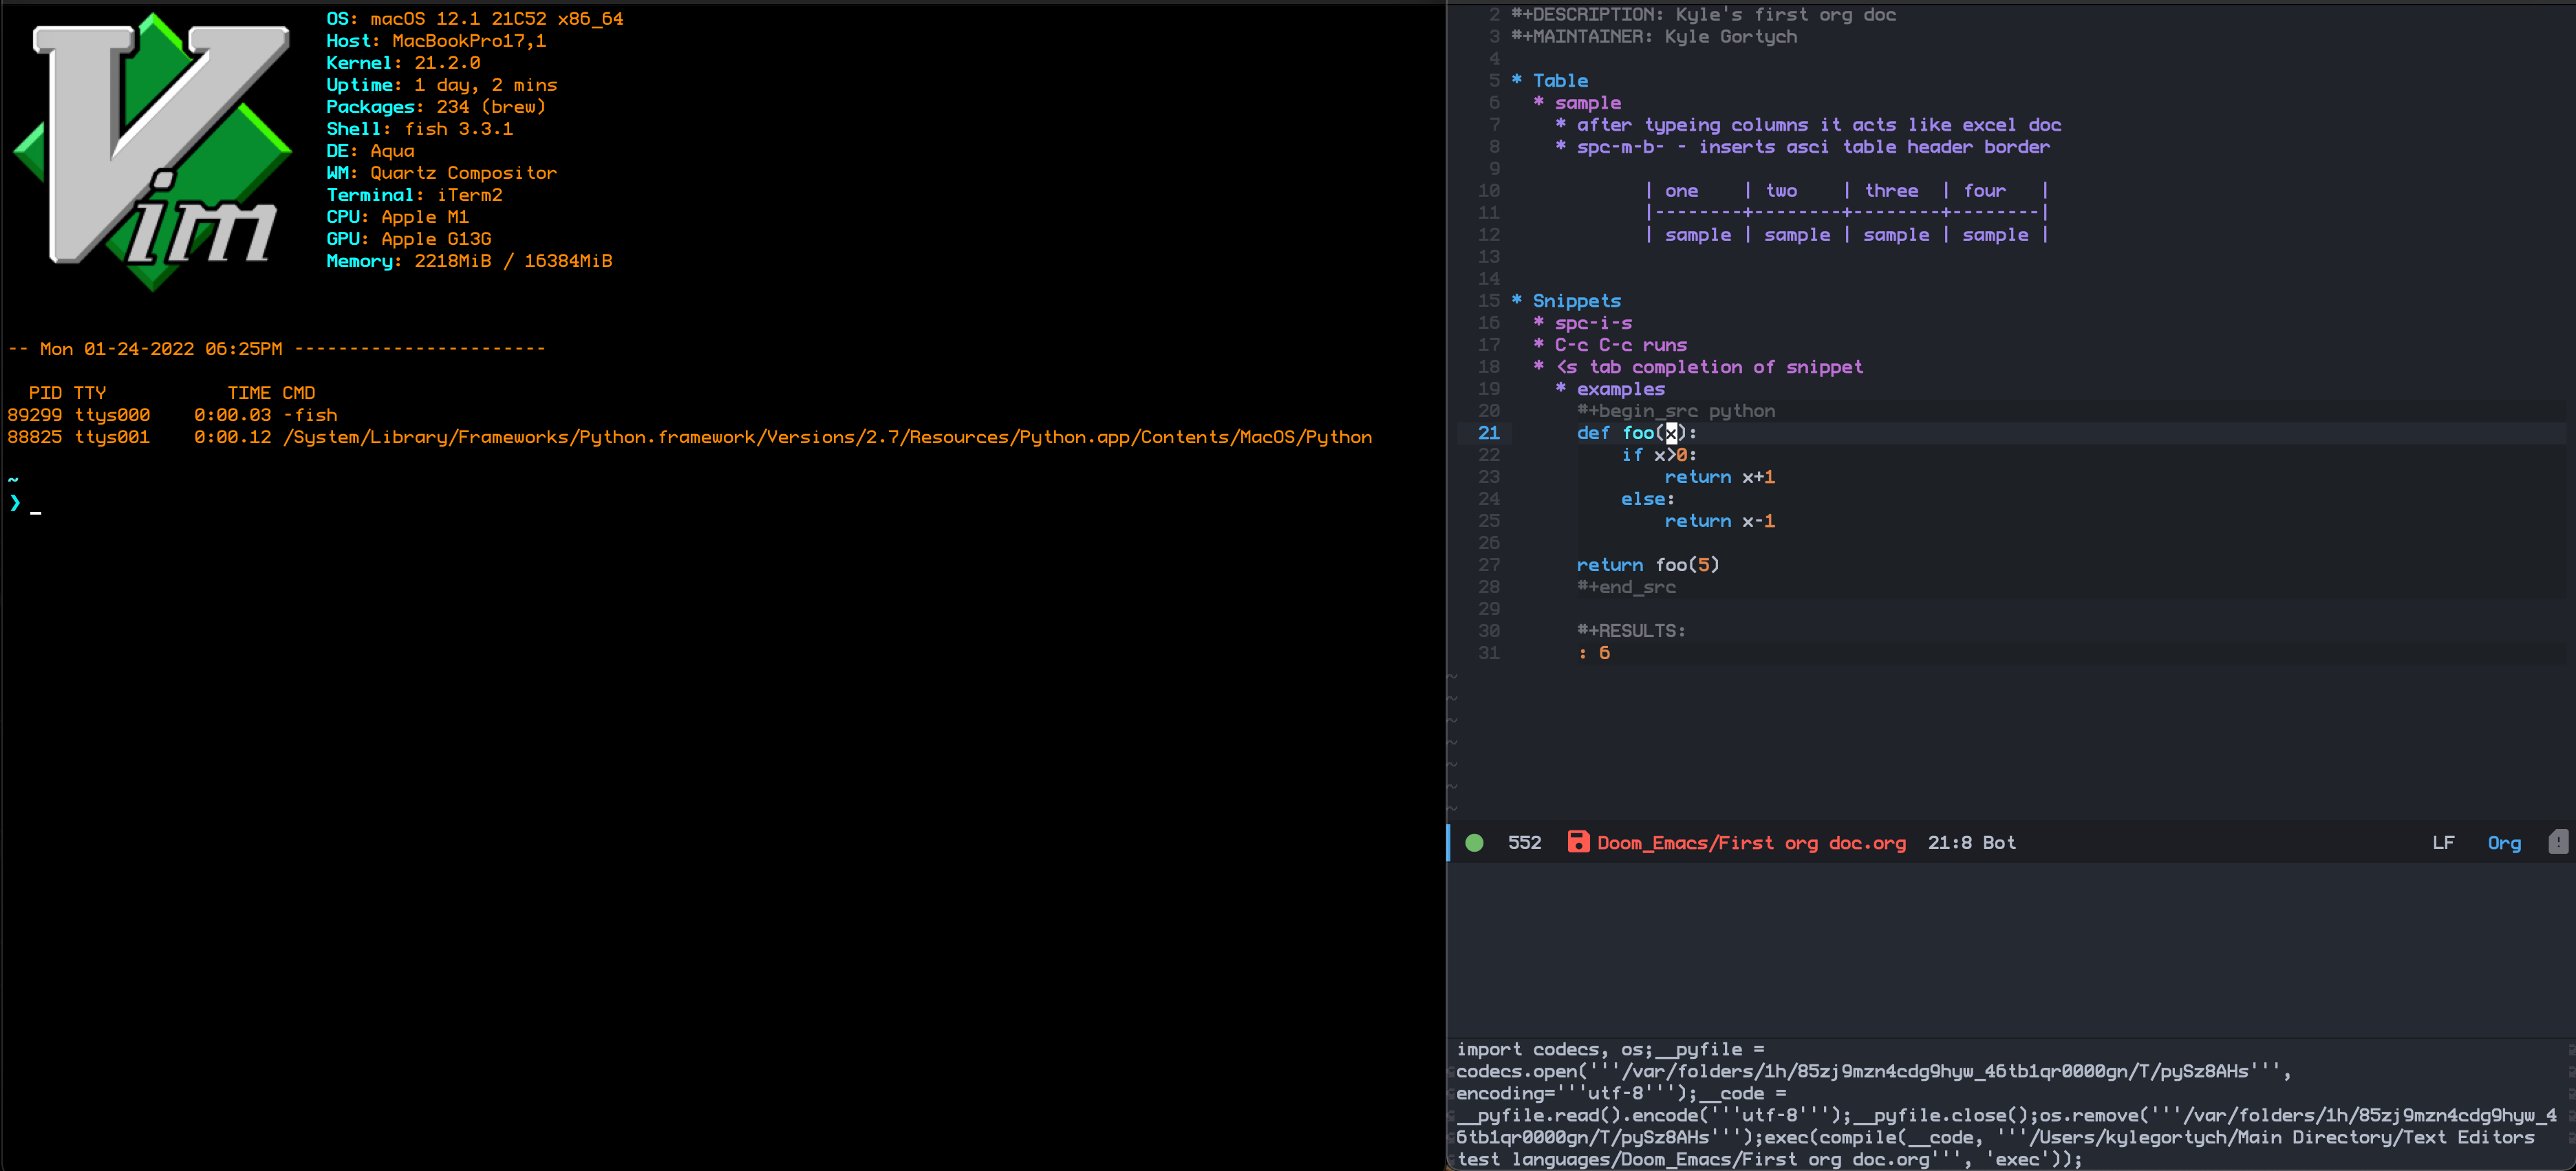 Vim
OS: macOS 12.1 21C52 x86_64
Host: MacBookPro17,1
Kernel: 21.2.0
Uptime: 1 day, 2 mins
Packages: 234 (brew)
Shell: fish 3.3.1
DE: Aqua
WM: Quartz Compositor
Terminal: iTerm2
CPU: Apple M1
GPU: Apple G13G
Memory: 2218MiB / 16384MiB
-- Mon 01-24-2022 06:25PM -----------------------
PID TTY TIME CMD
89299 ttys000 0:00.03 -fish
88825 ttys001 0:00.12 /System/Library/Frameworks/Python.framework/Versions/2.7/Resources/Python.app/Contents/MacOS/Python
~
❯ _
2 #+DESCRIPTION: Kyle's first org doc
3 #+MAINTAINER: Kyle Gortych
4
5 * Table
6 * sample
7 * after typeing columns it acts like excel doc
8 * spc-m-b- - inserts asci table header border
9
10 | one | two | three | four |
11 |--------+--------+--------+--------|
12 | sample | sample | sample | sample |
13
14
15 * Snippets
16 * spc-i-s
17 * C-c C-c runs
18 * <s tab completion of snippet
19 * examples
20 #+begin_src python
21 def foo(x):
22 if x>0:
23 return x+1
24 else:
25 return x-1
26
27 return foo(5)
28 #+end_src
29
30 #+RESULTS:
31 : 6
~
~
~
~
~
~
~
552 Doom_Emacs/First org doc.org 21:8 Bot LF Org !
import codecs, os;__pyfile =
codecs.open('''/var/folders/1h/85zj9mzn4cdg9hyw_46tb1qr0000gn/T/pySz8AHs''',
encoding='''utf-8''');__code =
__pyfile.read().encode('''utf-8''');__pyfile.close();os.remove('''/var/folders/1h/85zj9mzn4cdg9hyw_4
6tb1qr0000gn/T/pySz8AHs''');exec(compile(__code, '''/Users/kylegortych/Main Directory/Text Editors
test languages/Doom_Emacs/First org doc.org''', 'exec'));